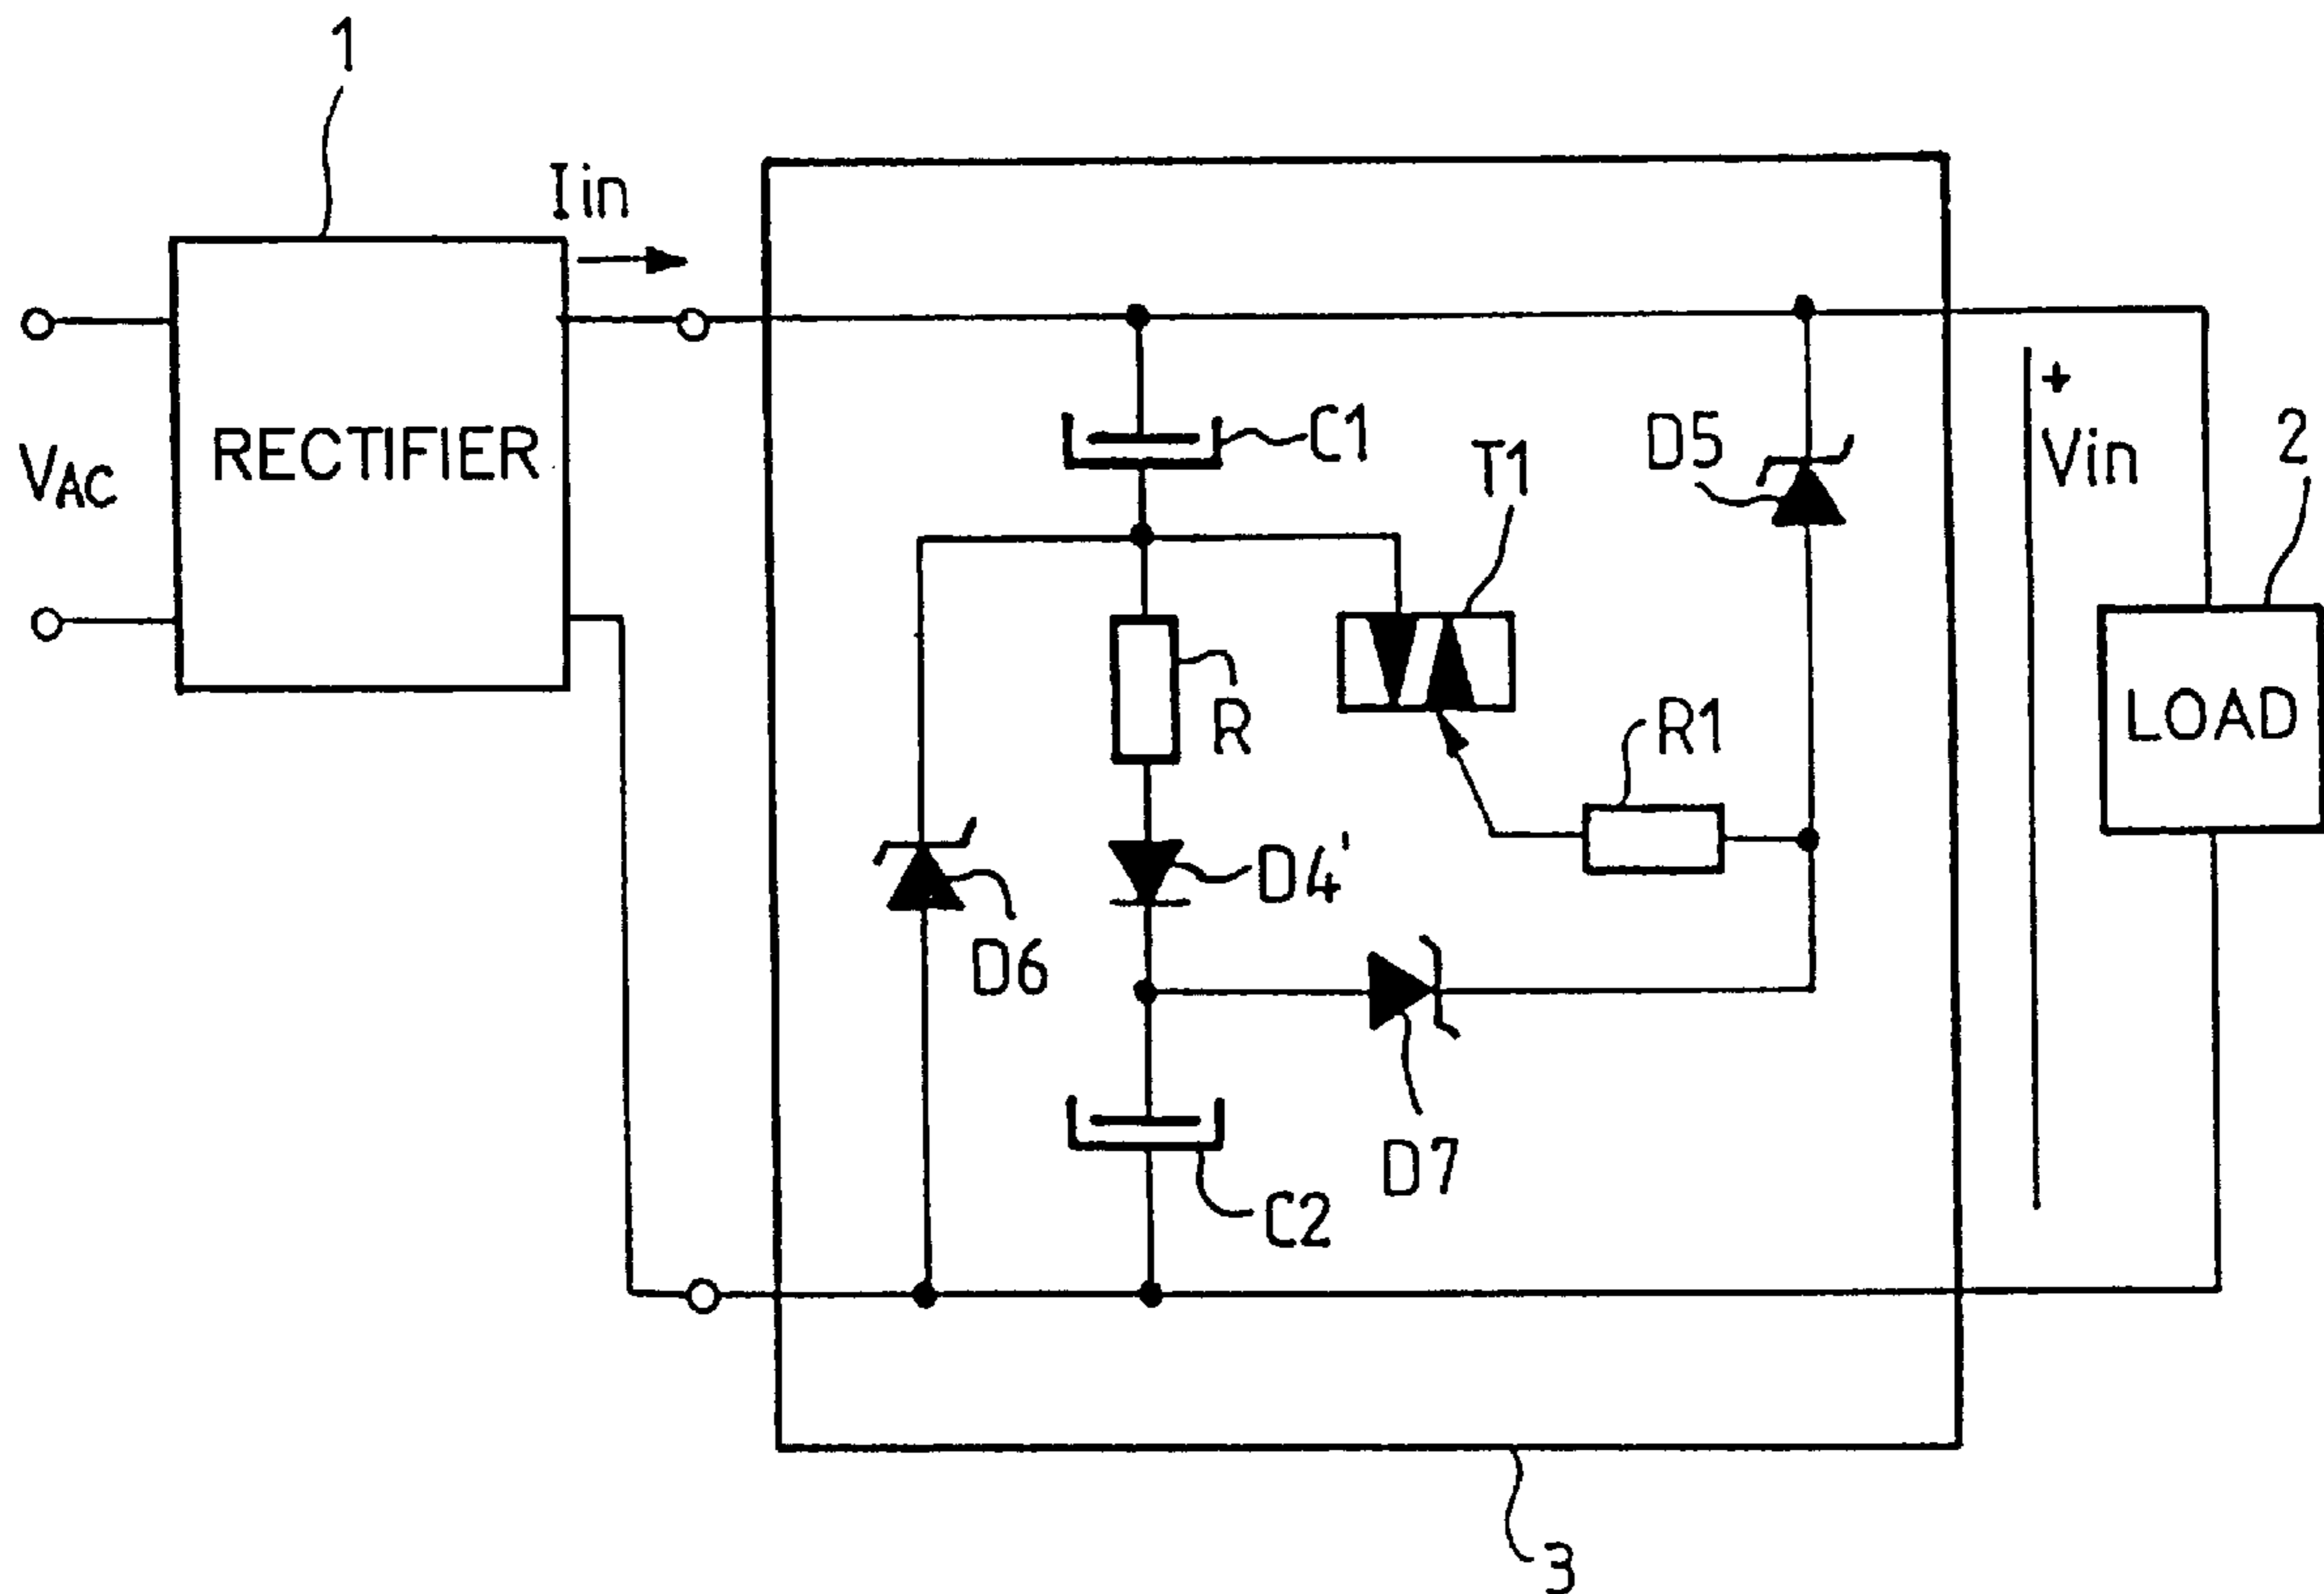 1
Iin
RECTIFIER
VAC
C1
T1
D5
+
Vin
2
R
R1
LOAD
D4'
D6
D7
C2
3